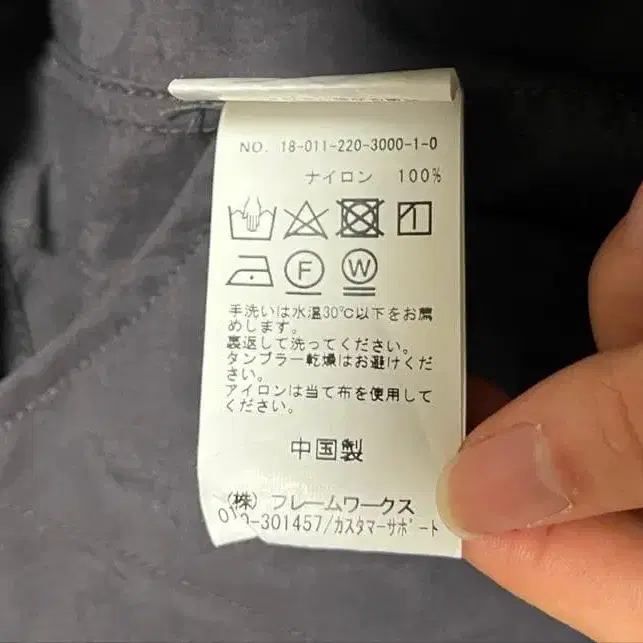 NO. 18-011-220-3000-1-0
ナイロン 100%
F W
手洗いは水温30℃以下をお薦
めします。
裏返して洗ってください。
タンブラー乾燥はお避けくだ
さい。
アイロンは当て布を使用して
ください。
中国製
(株) フレームワークス
-301457/カスタマーサポート